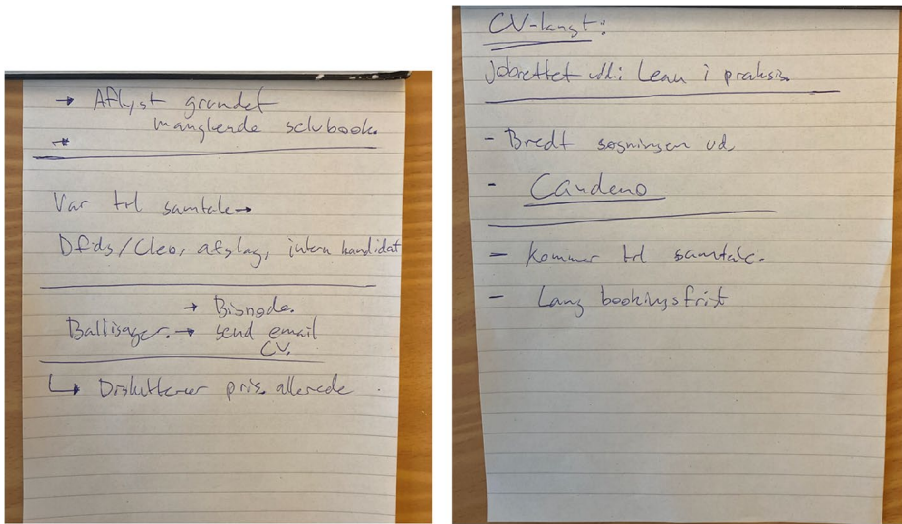 → Aflyst grundet
manglende selvbook.
→
Var til samtale →
Dfds/Cleo, afslag, intern kandidat
→ Bisnode.
Ballisager. → send email
CV.
↳ Diskutterer pris allerede.
CV-langt:
Jobrettet udd: Lean i praksis
- Bredt søgningen ud
- Candeno
- Kommer til samtale.
- Lang bookingsfrist